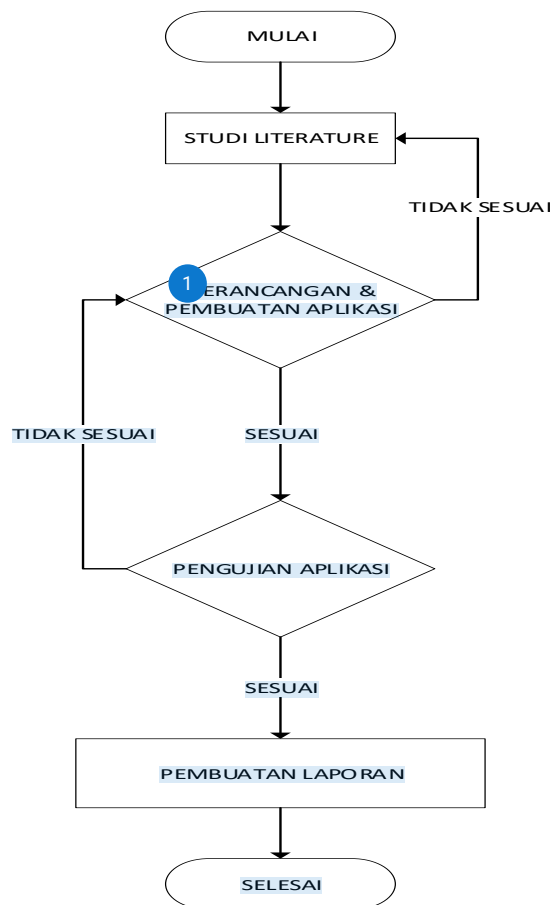 MULAI
STUDI LITERATURE
TIDAK SESUAI
1
ERANCANGAN &
PEMBUATAN APLIKASI
TIDAK SESUAI
SESUAI
PENGUJIAN APLIKASI
SESUAI
PEMBUATAN LAPORAN
SELESAI